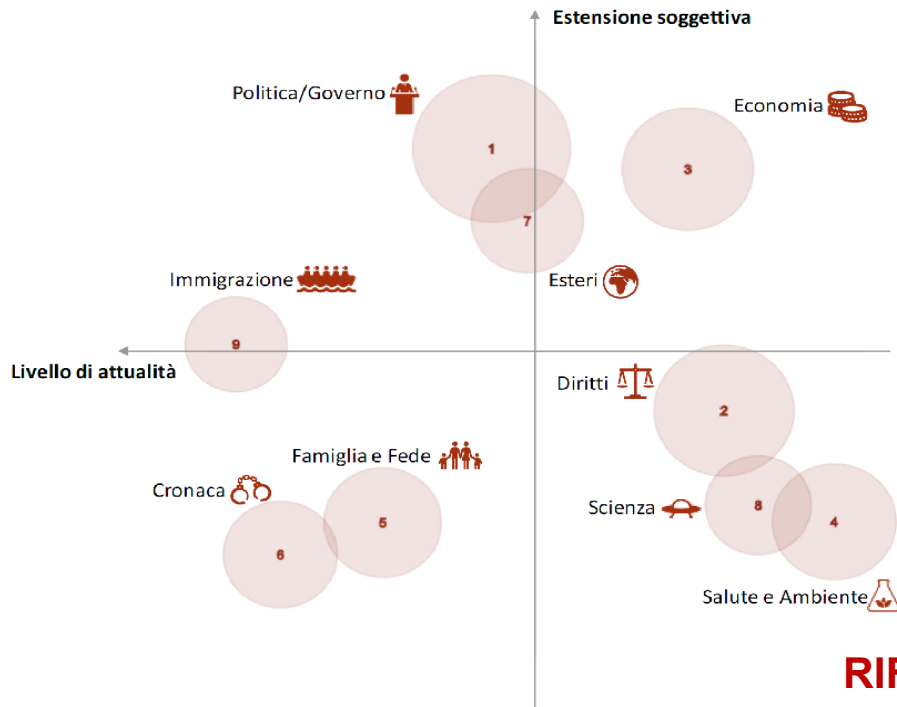 Estensione soggettiva
Politica/Governo
Economia
1
3
7
Immigrazione
Esteri
9
Livello di attualità
Diritti
2
Famiglia e Fede
Cronaca
Scienza
8
5
4
6
Salute e Ambiente